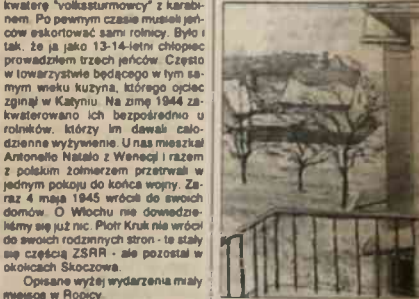 kwaterę "volkssturmowcy" z karabi-
nem. Po pewnym czasie musieli jeń-
ców eskortować sami rolnicy. Było i
tak, że ja jako 13-14-letni chłopiec
prowadziłem trzech jeńców. Często
w towarzystwie będącego w tym sa-
mym wieku kuzyna, którego ojciec
zginął w Katyniu. Na zimę 1944 za-
kwaterowano ich bezpośrednio u
rolników, którzy im dawali cało-
dzienne wyżywienie. U nas mieszkał
Antonello Natalo z Wenecji i razem
z polskim żołnierzem przetrwali w
jednym pokoju do końca wojny. Za-
raz 4 maja 1945 wrócili do swoich
domów. O Włochu nie dowiedzie-
liśmy się już nic. Piotr Kruk nie wrócił
do swoich rodzinnych stron - te stały
się częścią ZSRR - ale pozostał w
okolicach Skoczowa.
Opisane wyżej wydarzenia miały
miejsce w Ropicy.